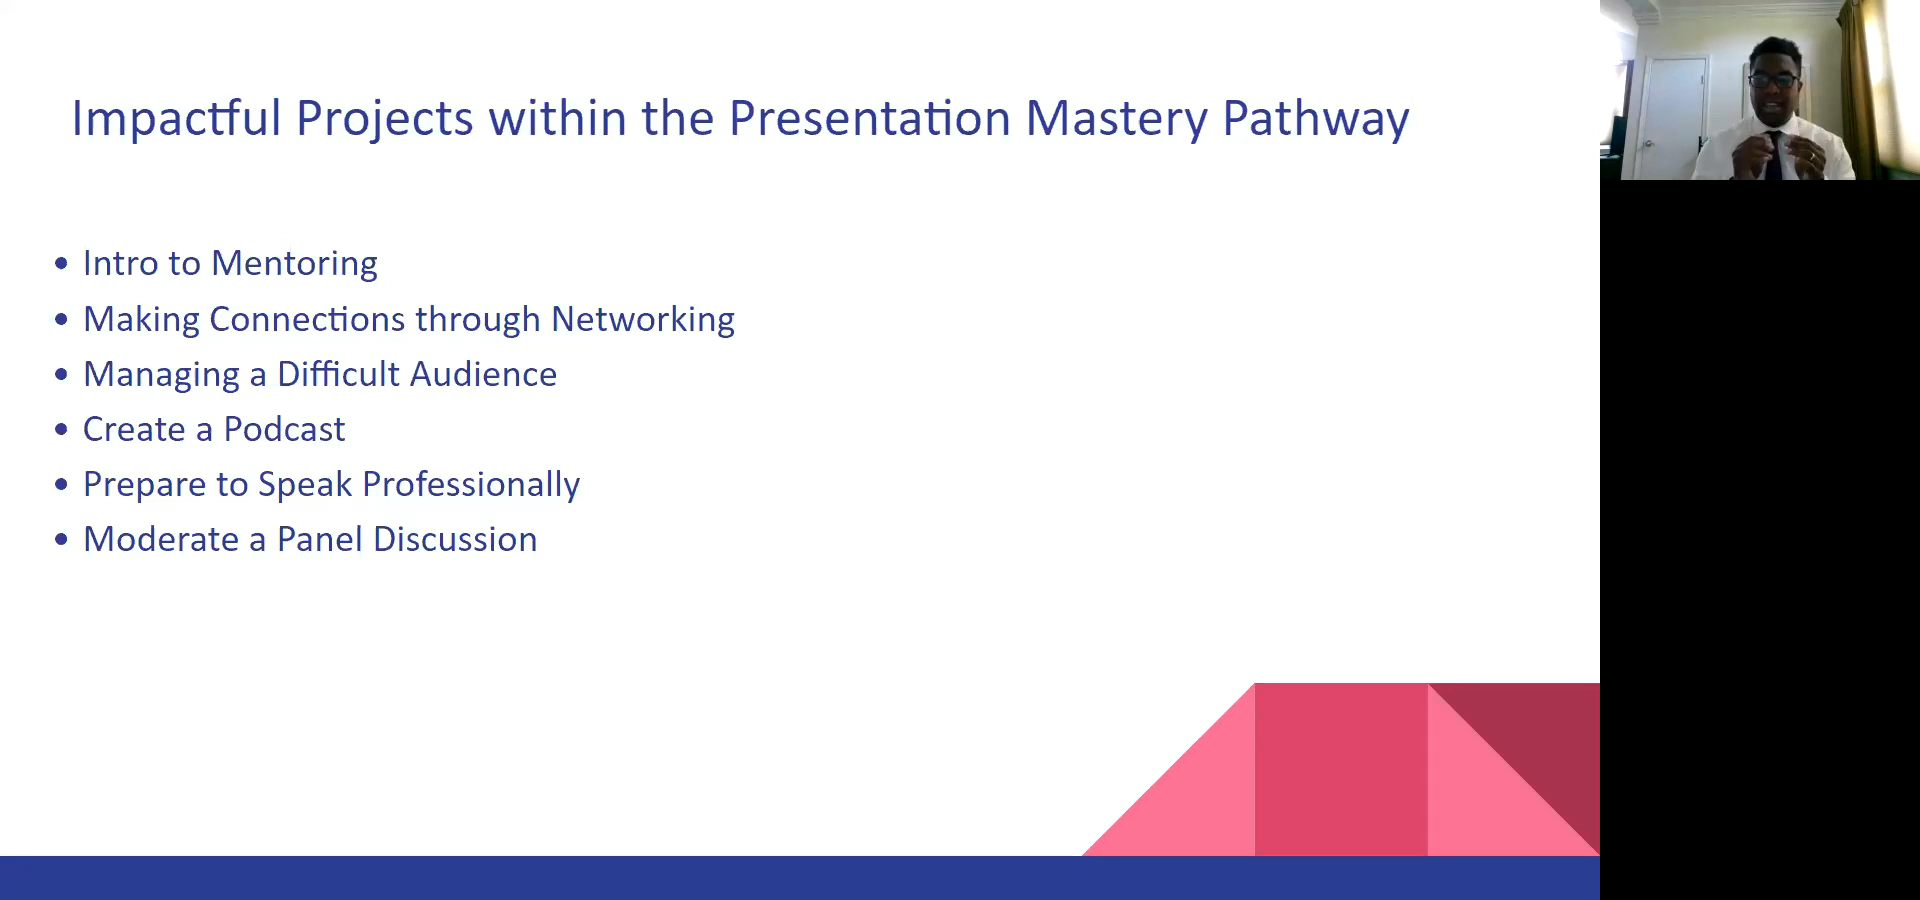 Impactful Projects within the Presentation Mastery Pathway
• Intro to Mentoring
• Making Connections through Networking
• Managing a Difficult Audience
• Create a Podcast
• Prepare to Speak Professionally
• Moderate a Panel Discussion